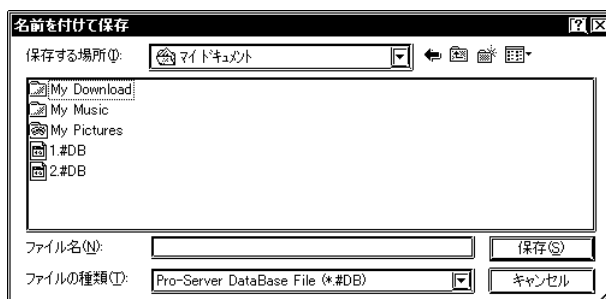 名前を付けて保存
保存する場所(I): マイ ドキュメント
My Download
My Music
My Pictures
1.#DB
2.#DB
ファイル名(N): 保存(S)
ファイルの種類(T): Pro-Server DataBase File (*.#DB) キャンセル